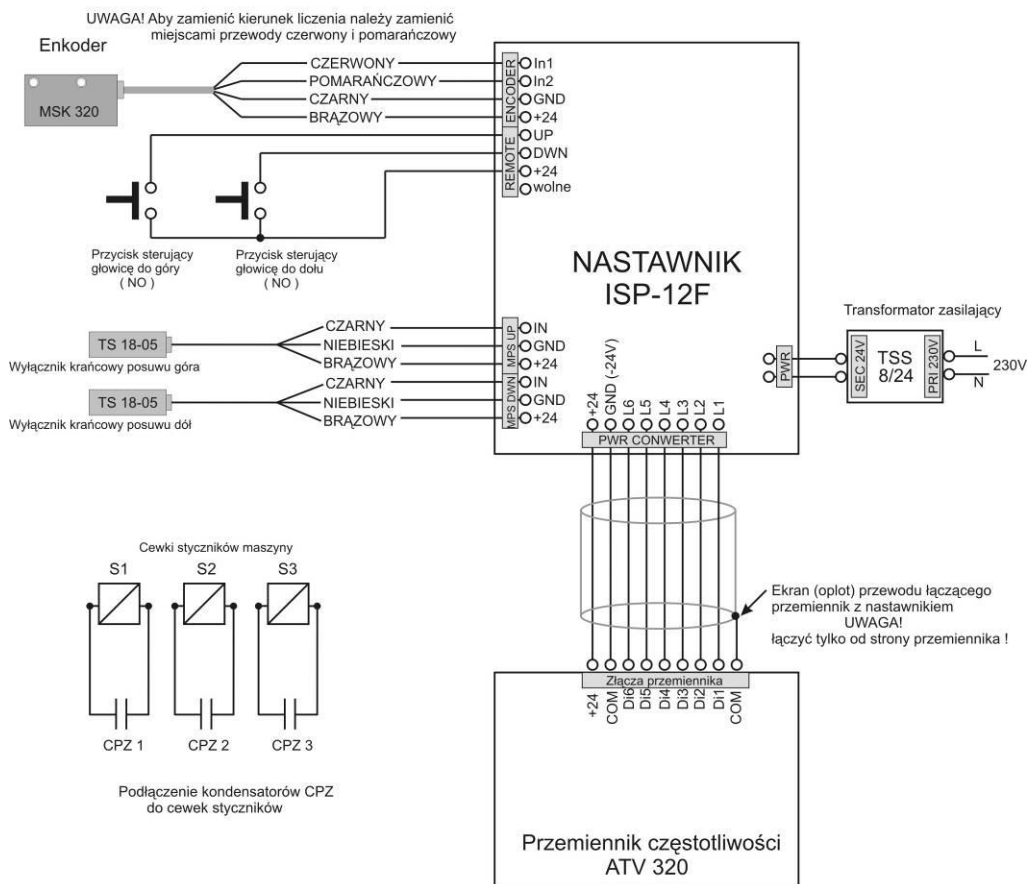 UWAGA! Aby zamienić kierunek liczenia należy zamienić
miejscami przewody czerwony i pomarańczowy
Enkoder
MSK 320
CZERWONY
POMARAŃCZOWY
CZARNY
BRĄZOWY
ENCODER
In1
In2
GND
+24
REMOTE
UP
DWN
+24
wolne
Przycisk sterujący
głowicę do góry
( NO )
Przycisk sterujący
głowicę do dołu
( NO )
NASTAWNIK
ISP-12F
TS 18-05
Wyłącznik krańcowy posuwu góra
CZARNY
NIEBIESKI
BRĄZOWY
MPS UP
IN
GND
+24
TS 18-05
Wyłącznik krańcowy posuwu dół
CZARNY
NIEBIESKI
BRĄZOWY
MPS DWN
IN
GND
+24
Transformator zasilający
PWR
SEC 24V
TSS
8/24
PRI 230V
L
N
230V
+24
GND (-24V)
L6
L5
L4
L3
L2
L1
PWR CONWERTER
Ekran (oplot) przewodu łączącego
przemiennik z nastawnikiem
UWAGA!
łączyć tylko od strony przemiennika !
Złącza przemiennika
+24
COM
Di6
Di5
Di4
Di3
Di2
Di1
COM
Przemiennik częstotliwości
ATV 320
Cewki styczników maszyny
S1
S2
S3
CPZ 1
CPZ 2
CPZ 3
Podłączenie kondensatorów CPZ
do cewek styczników